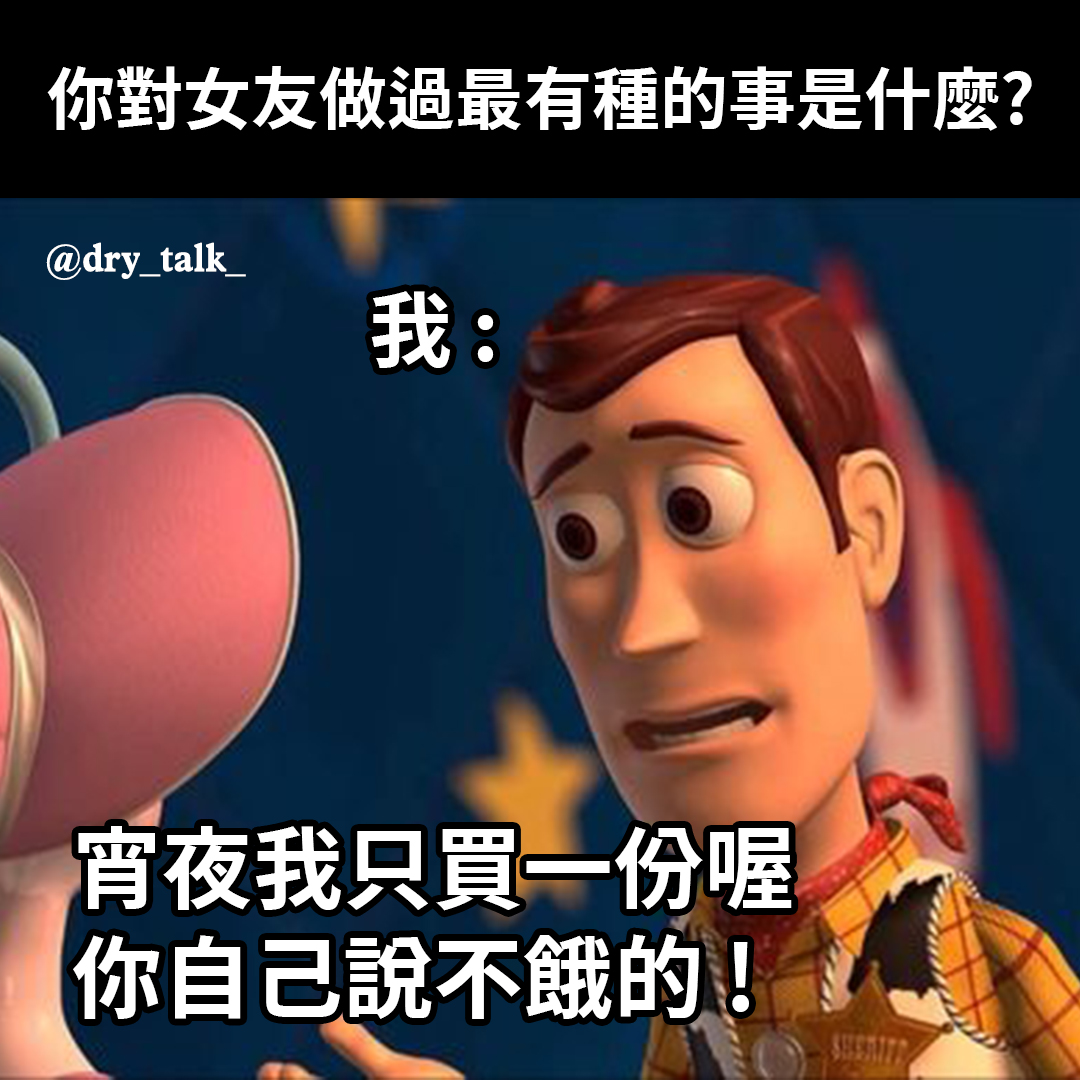 你對女友做過最有種的事是什麼?
@dry_talk_
我：
宵夜我只買一份喔
你自己說不餓的！
SHERIFF